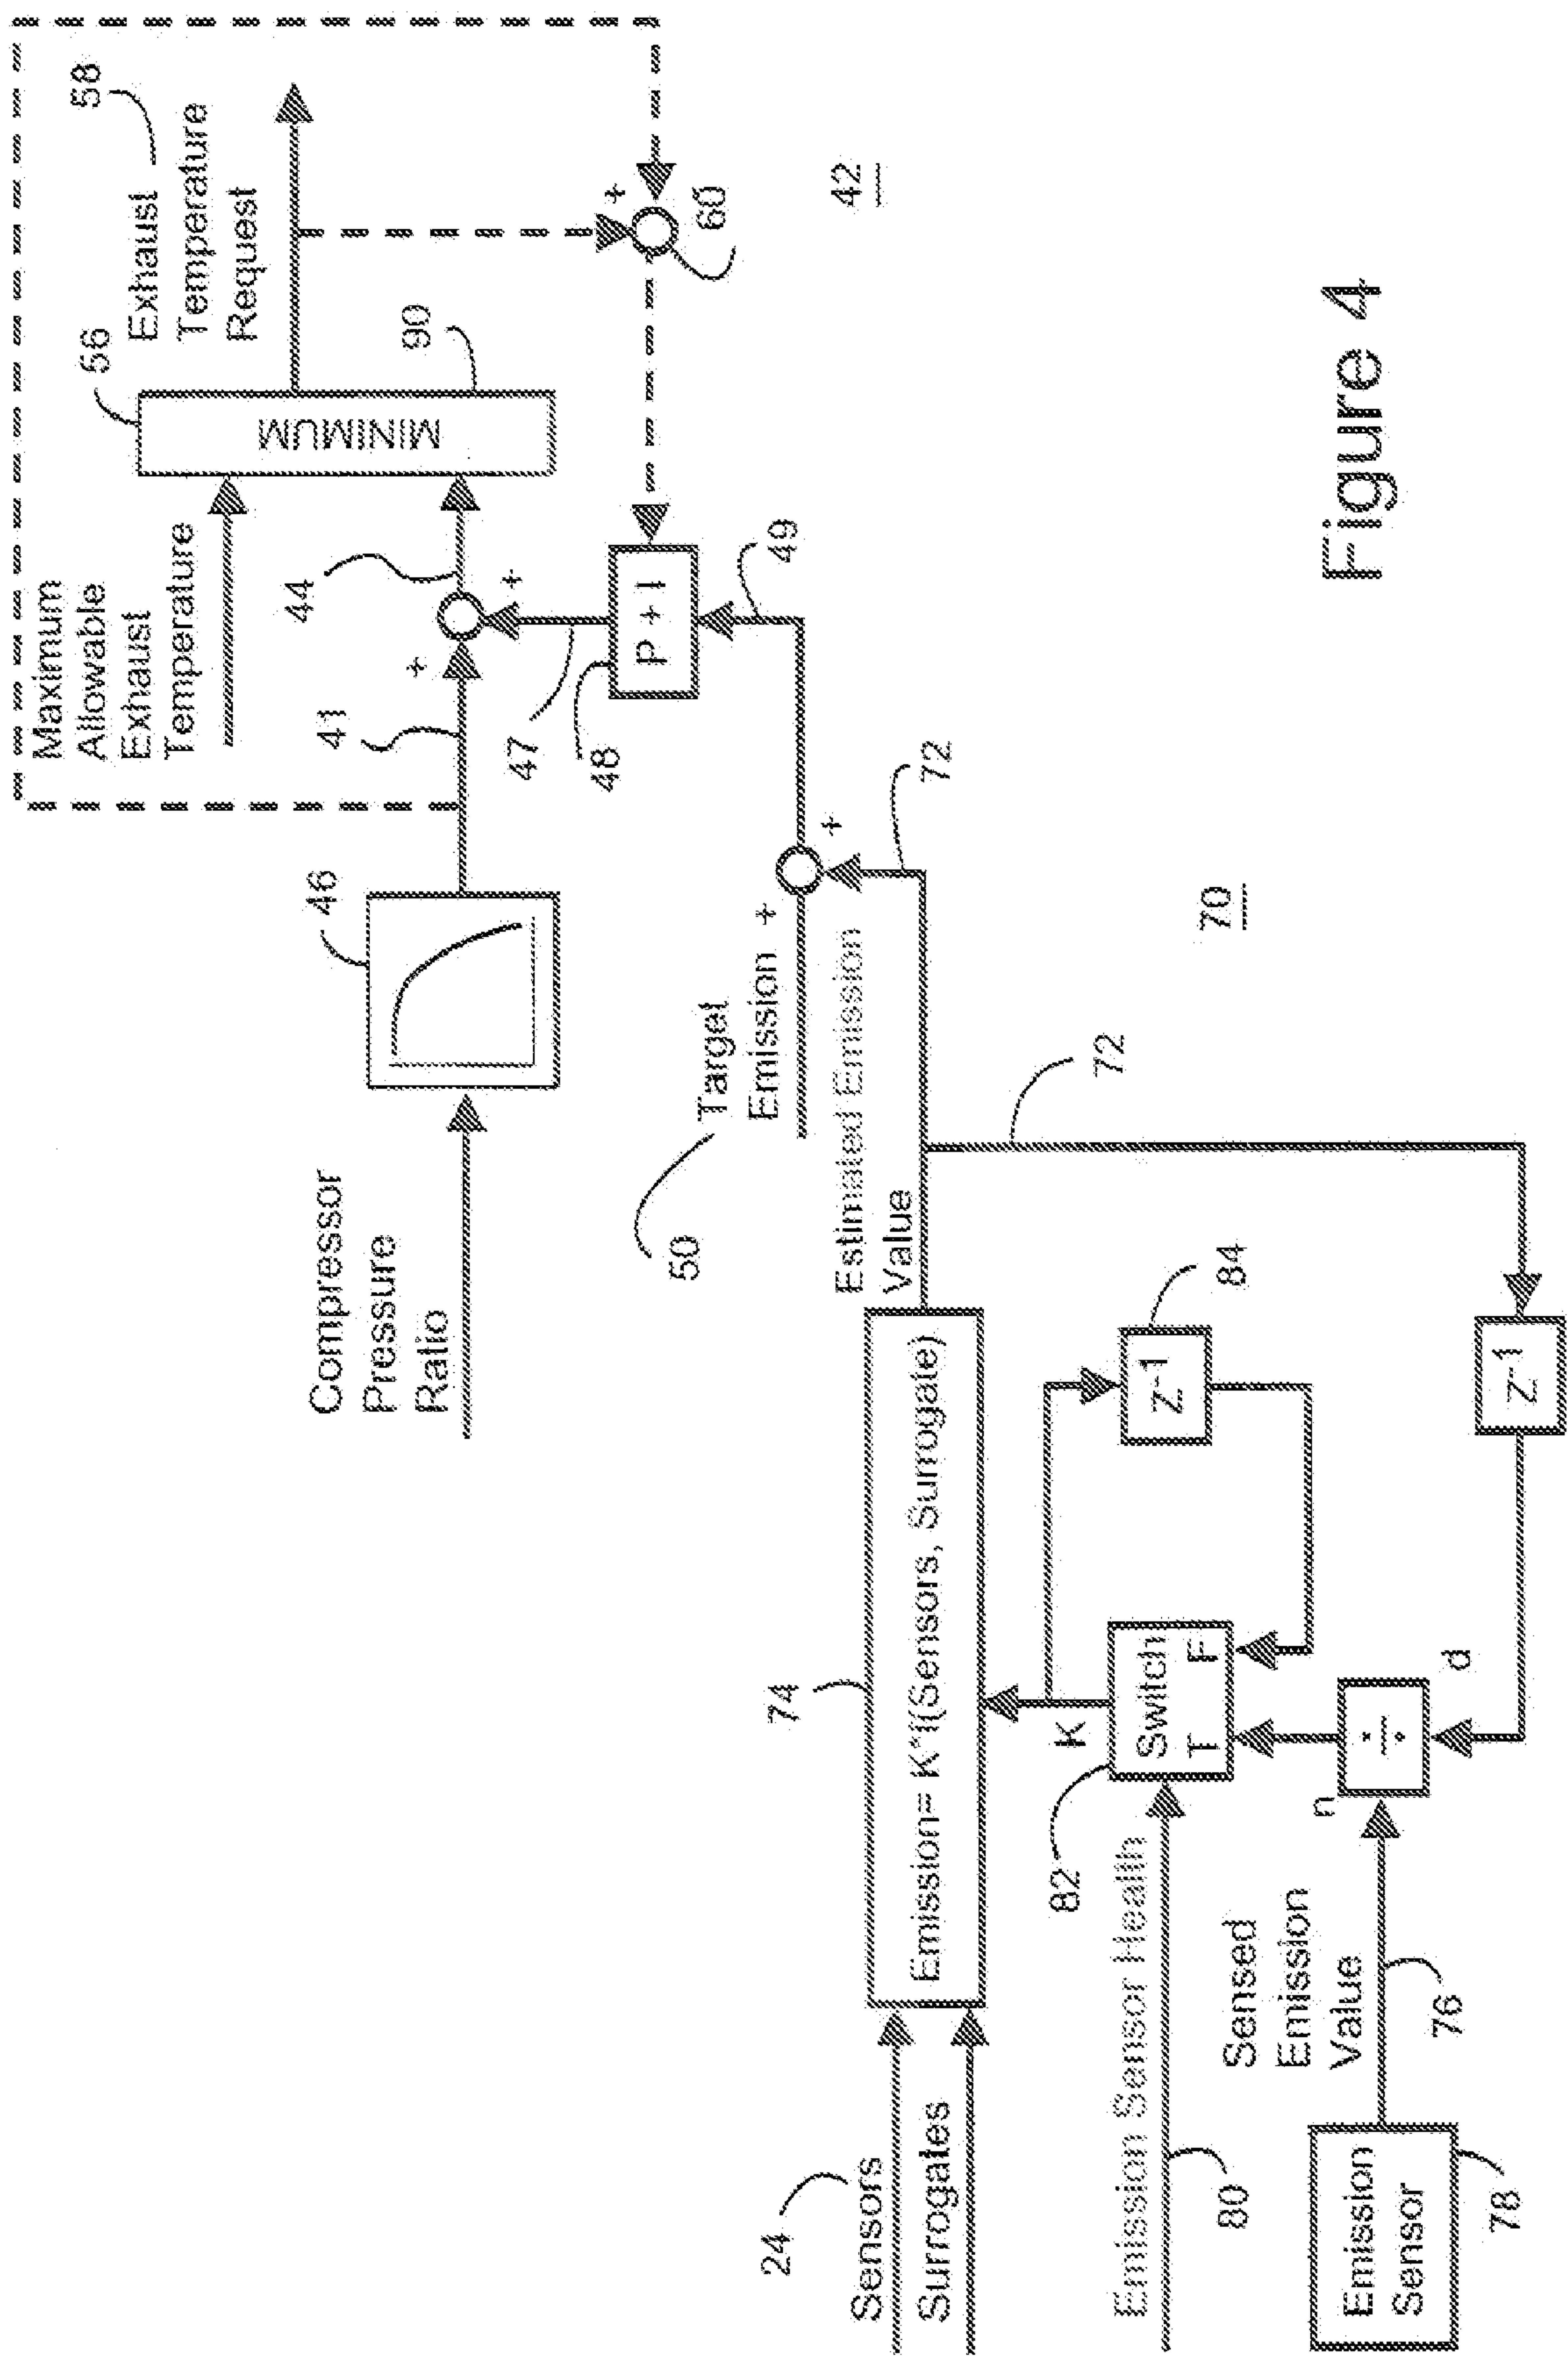 Maximum
Allowable
Exhaust
Temperature
56
58
Exhaust
Temperature
Request
MINIMUM
90
Compressor
Pressure
Ratio
46
41
+
44
+
47
48
P + I
49
60
+
42
50
Target
Emission
+
+
Estimated Emission
Value
72
72
70
24
Sensors
Surrogates
74
Emission= K*f(Sensors, Surrogate)
K
Z-1
84
82
Switch
T F
Emission Sensor Health
80
Sensed
Emission
Value
76
n
÷
d
Z-1
Emission
Sensor
78
Figure 4